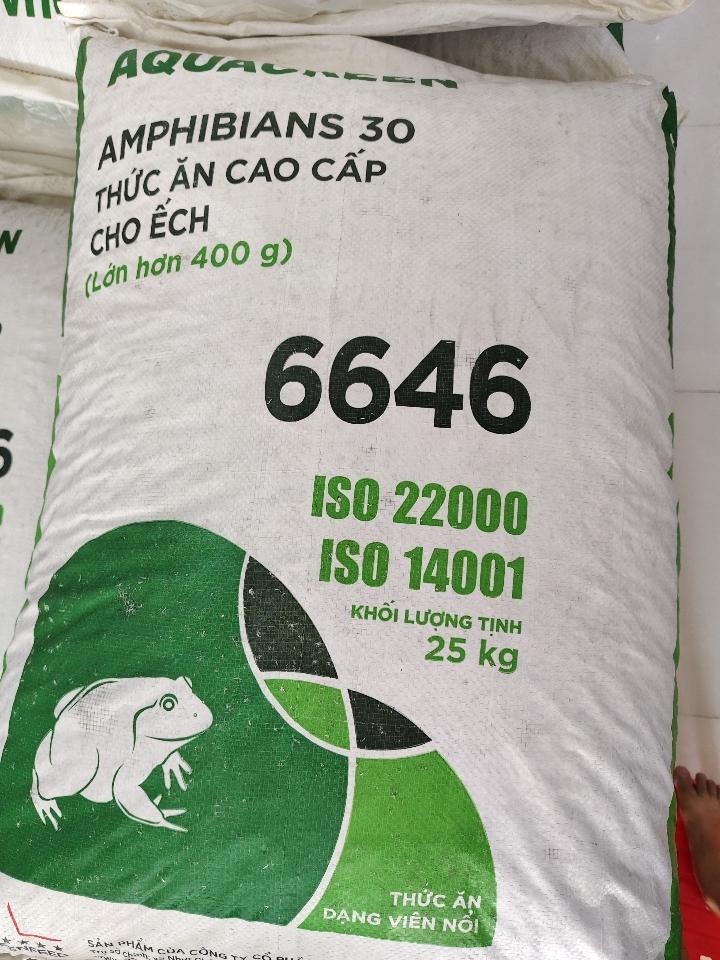 AQUAGREEN
AMPHIBIANS 30
THỨC ĂN CAO CẤP
CHO ẾCH
(Lớn hơn 400 g)
6646
ISO 22000
ISO 14001
KHỐI LƯỢNG TỊNH
25 kg
THỨC ĂN
DẠNG VIÊN NỔI
SẢN PHẨM CỦA CÔNG TY CỔ